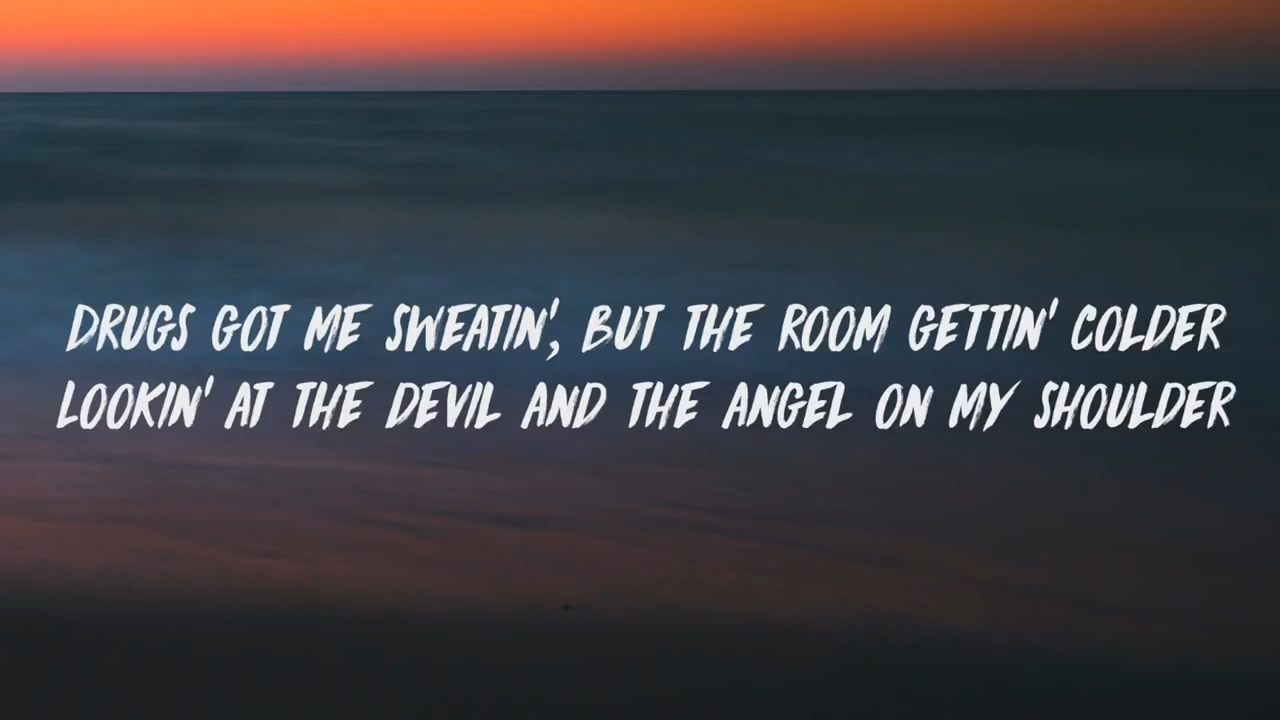 DRUGS GOT ME SWEATIN', BUT THE ROOM GETTIN' COLDER
LOOKIN' AT THE DEVIL AND THE ANGEL ON MY SHOULDER